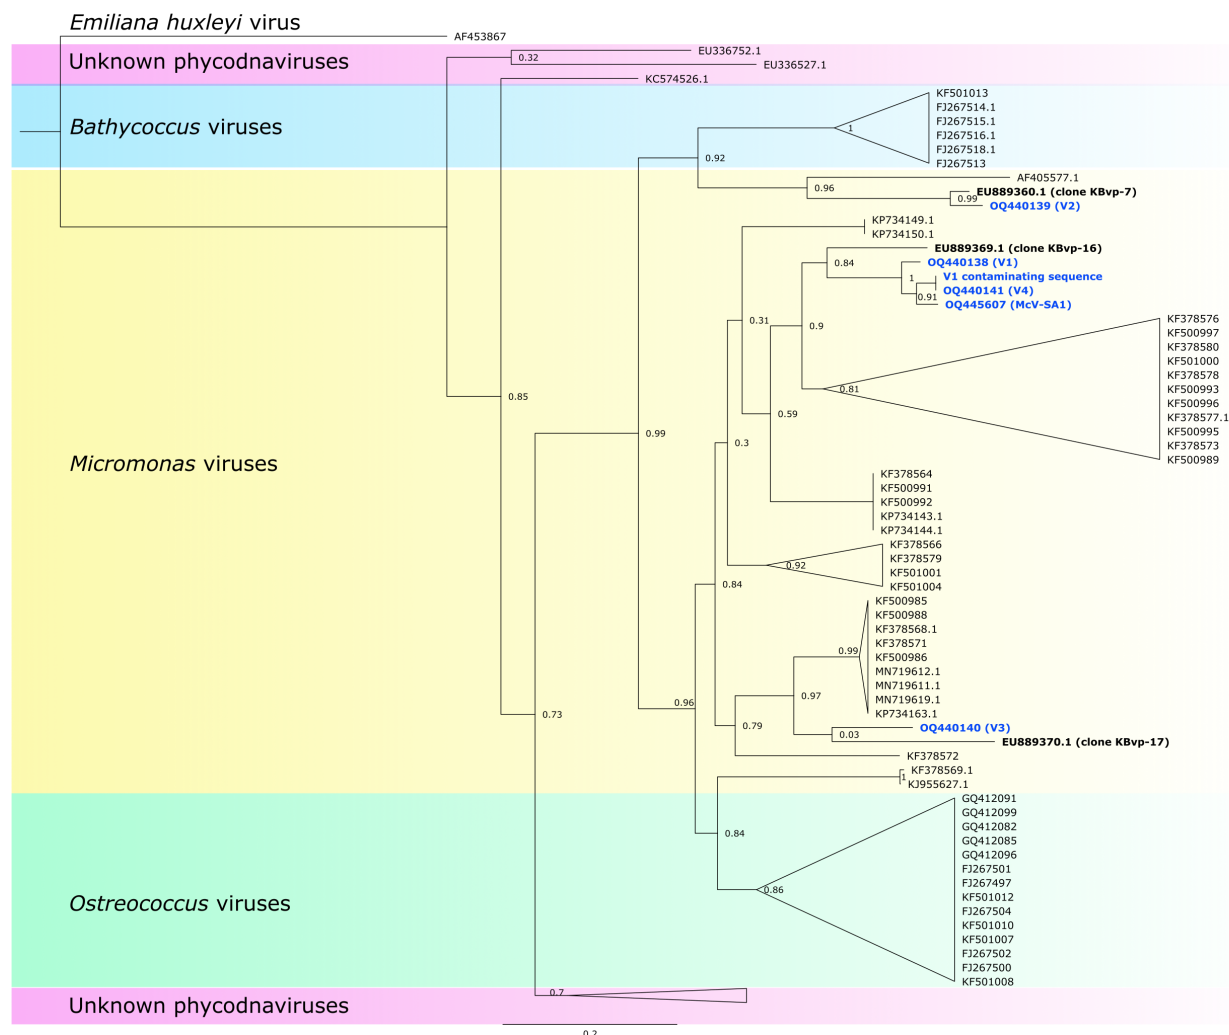 Emiliana huxleyi virus
AF453867
Unknown phycodnaviruses
EU336752.1
0.32
EU336527.1
KC574526.1
Bathycoccus viruses
KF501013
FJ267514.1
FJ267515.1
1
FJ267516.1
FJ267518.1
FJ267513
0.92
AF405577.1
0.96
EU889360.1 (clone KBvp-7)
0.99
OQ440139 (V2)
KP734149.1
KP734150.1
EU889369.1 (clone KBvp-16)
0.84
OQ440138 (V1)
1
V1 contaminating sequence
OQ440141 (V4)
0.91
OQ445607 (McV-SA1)
0.31
0.9
KF378576
KF500997
KF378580
KF501000
KF378578
0.81
KF500993
KF500996
KF378577.1
KF500995
KF378573
KF500989
0.85
0.59
0.99
0.3
Micromonas viruses
KF378564
KF500991
KF500992
KP734143.1
KP734144.1
KF378566
KF378579
0.92
KF501001
KF501004
0.84
KF500985
KF500988
KF378568.1
KF378571
0.99
KF500986
MN719612.1
MN719611.1
MN719619.1
KP734163.1
0.97
0.96
0.73
0.79
OQ440140 (V3)
0.03
EU889370.1 (clone KBvp-17)
KF378572
KF378569.1
1
KJ955627.1
0.84
GQ412091
GQ412099
GQ412082
GQ412085
GQ412096
FJ267501
0.86
FJ267497
KF501012
FJ267504
KF501010
KF501007
FJ267502
FJ267500
KF501008
Ostreococcus viruses
0.7
Unknown phycodnaviruses
0.2